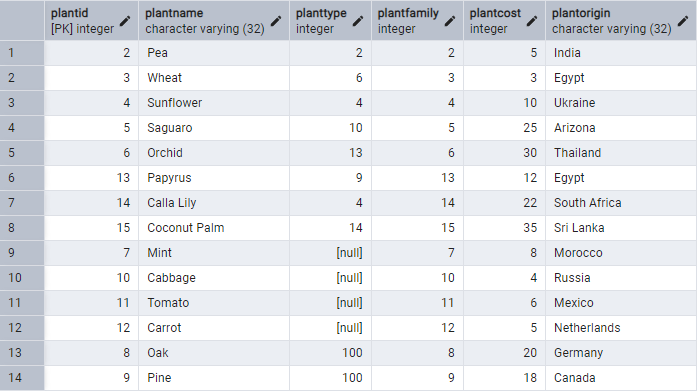 plantid plantname planttype plantfamily plantcost plantorigin
[PK] integer character varying (32) integer integer integer character varying (32)
1 2 Pea 2 2 5 India
2 3 Wheat 6 3 3 Egypt
3 4 Sunflower 4 4 10 Ukraine
4 5 Saguaro 10 5 25 Arizona
5 6 Orchid 13 6 30 Thailand
6 13 Papyrus 9 13 12 Egypt
7 14 Calla Lily 4 14 22 South Africa
8 15 Coconut Palm 14 15 35 Sri Lanka
9 7 Mint [null] 7 8 Morocco
10 10 Cabbage [null] 10 4 Russia
11 11 Tomato [null] 11 6 Mexico
12 12 Carrot [null] 12 5 Netherlands
13 8 Oak 100 8 20 Germany
14 9 Pine 100 9 18 Canada